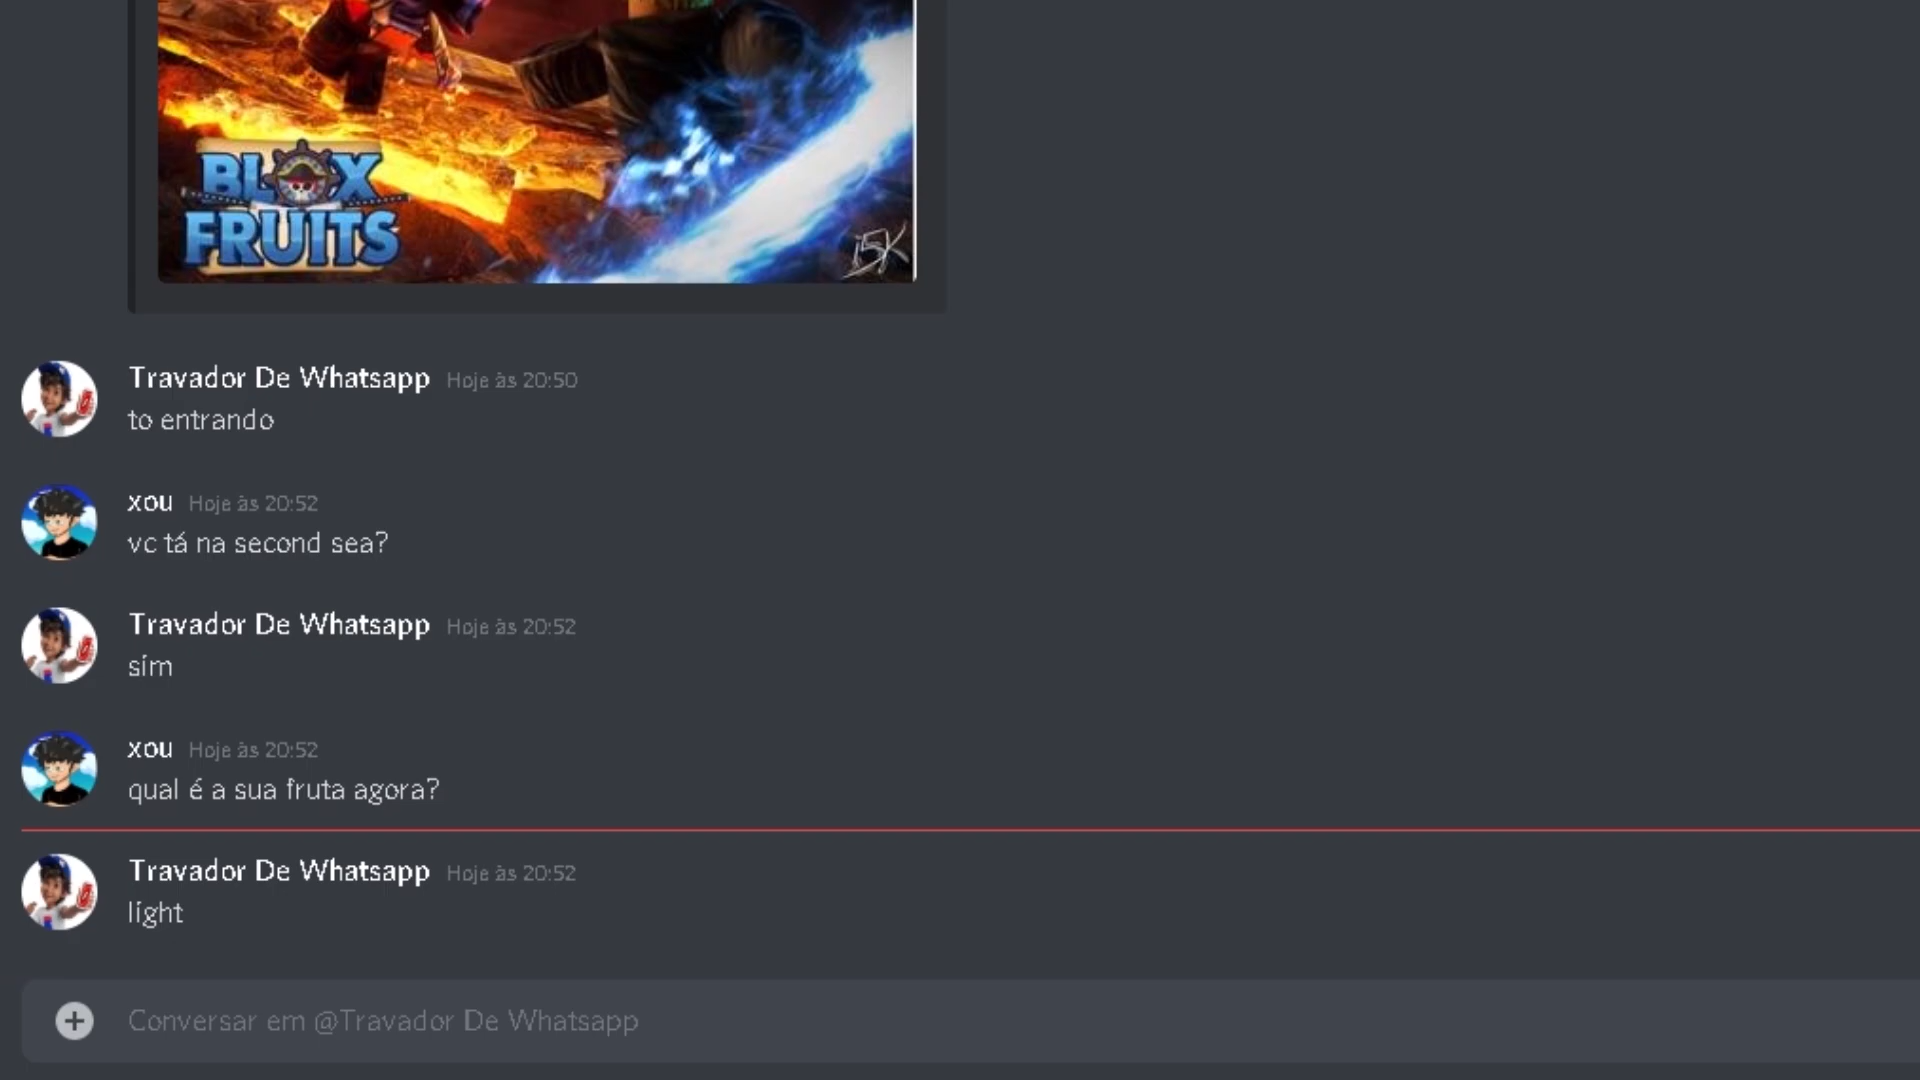 BLOX
FRUITS
i5K
Travador De Whatsapp Hoje às 20:50
to entrando
xou Hoje às 20:52
vc tá na second sea?
Travador De Whatsapp Hoje às 20:52
sim
xou Hoje às 20:52
qual é a sua fruta agora?
Travador De Whatsapp Hoje às 20:52
light
Conversar em @Travador De Whatsapp